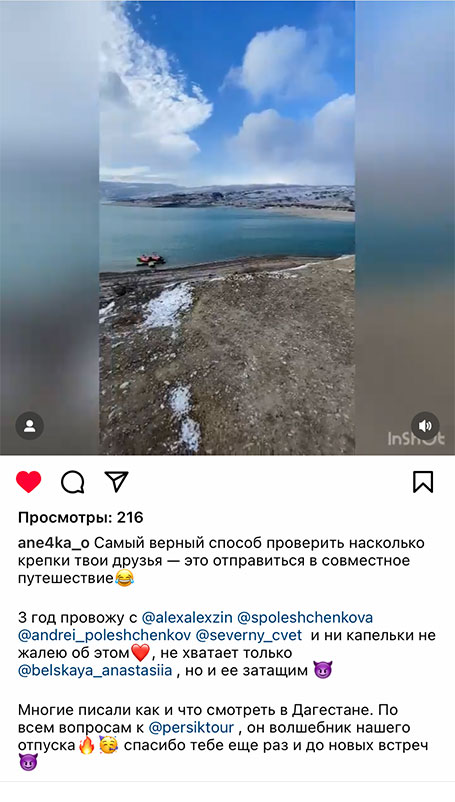 InShot
Просмотры: 216
ane4ka_o Самый верный способ проверить насколько
крепки твои друзья — это отправиться в совместное
путешествие😂
3 год провожу с @alexalexzin @spoleshchenkova
@andrei_poleshchenkov @severny_cvet и ни капельки не
жалею об этом❤️, не хватает только
@belskaya_anastasiia , но и ее затащим 😈
Многие писали как и что смотреть в Дагестане. По
всем вопросам к @persiktour , он волшебник нашего
отпуска🔥🥳 спасибо тебе еще раз и до новых встреч
😈